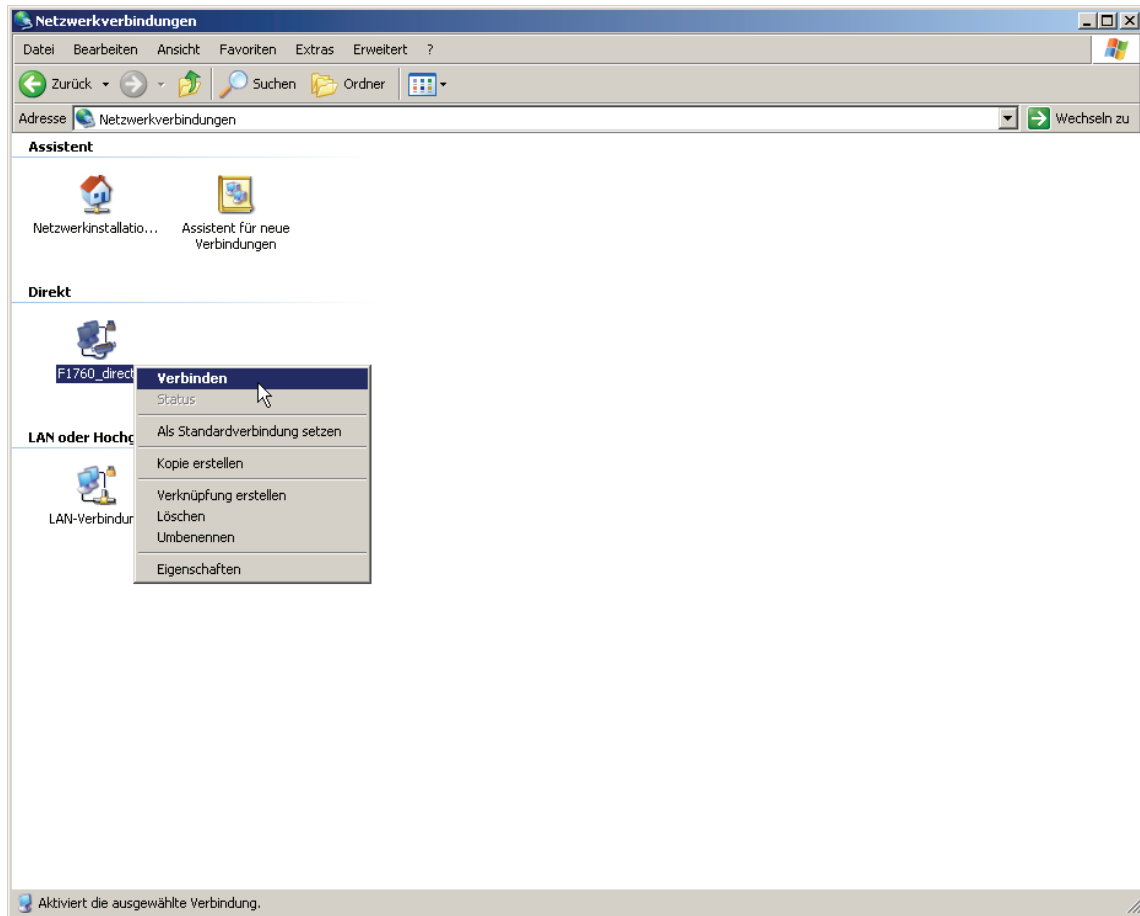 Netzwerkverbindungen
Datei Bearbeiten Ansicht Favoriten Extras Erweitert ?
Zurück Suchen Ordner
Adresse Netzwerkverbindungen Wechseln zu
Assistent
Netzwerkinstallatio... Assistent für neue
Verbindungen
Direkt
F1760_direct
Verbinden
Status
Als Standardverbindung setzen
LAN oder Hochg
Kopie erstellen
Verknüpfung erstellen
LAN-Verbindun
Löschen
Umbenennen
Eigenschaften
Aktiviert die ausgewählte Verbindung.